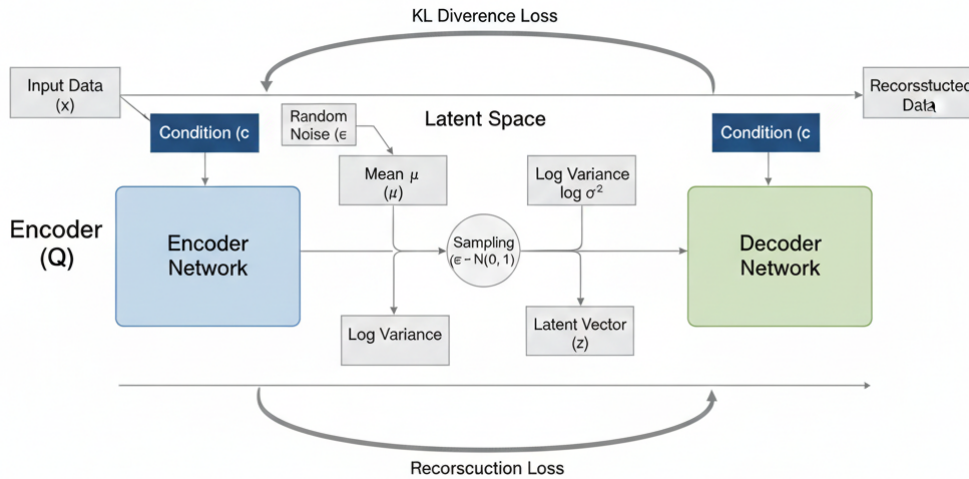 KL Diverence Loss
Input Data
(x)
Recorsstucted
Data
Condition (c
Random
Noise (ϵ
Latent Space
Condition (c
Mean μ
(μ)
Log Variance
log σ²
Encoder
(Q)
Encoder
Network
Sampling
(ϵ ~ N(0, 1)
Decoder
Network
Log Variance
Latent Vector
(z)
Recorscuction Loss